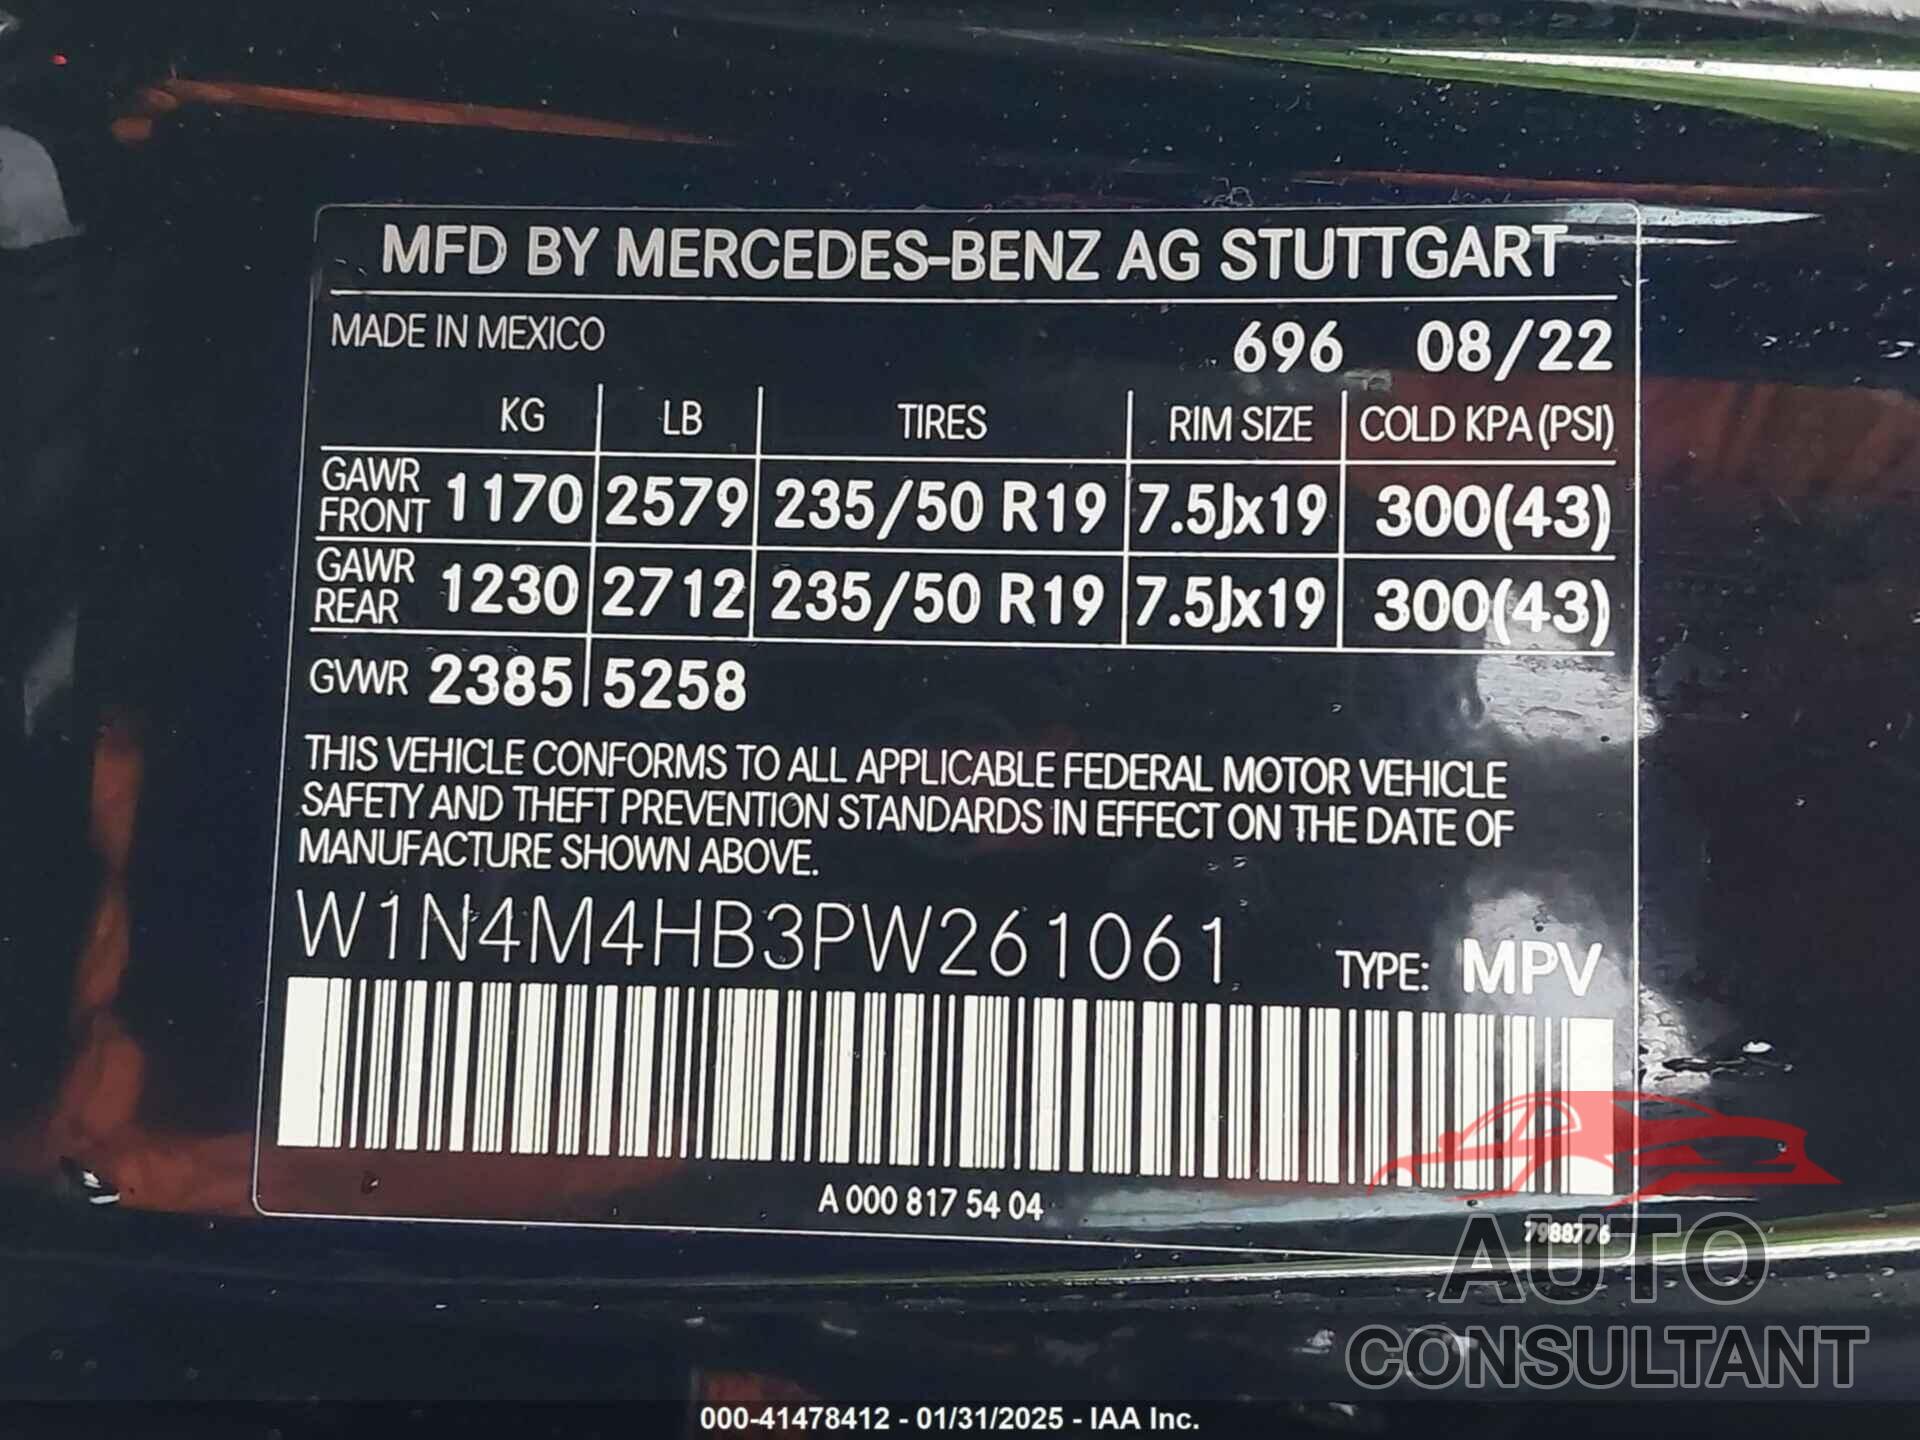 MFD BY MERCEDES-BENZ AG STUTTGART
MADE IN MEXICO 696 08/22
KG LB TIRES RIM SIZE COLD KPA (PSI)
GAWR FRONT 1170 2579 235/50 R19 7.5Jx19 300(43)
GAWR REAR 1230 2712 235/50 R19 7.5Jx19 300(43)
GVWR 2385 5258
THIS VEHICLE CONFORMS TO ALL APPLICABLE FEDERAL MOTOR VEHICLE
SAFETY AND THEFT PREVENTION STANDARDS IN EFFECT ON THE DATE OF
MANUFACTURE SHOWN ABOVE.
W1N4M4HB3PW261061 TYPE: MPV
A 000 817 54 04
7988776
AUTO
CONSULTANT
000-41478412 - 01/31/2025 - IAA Inc.